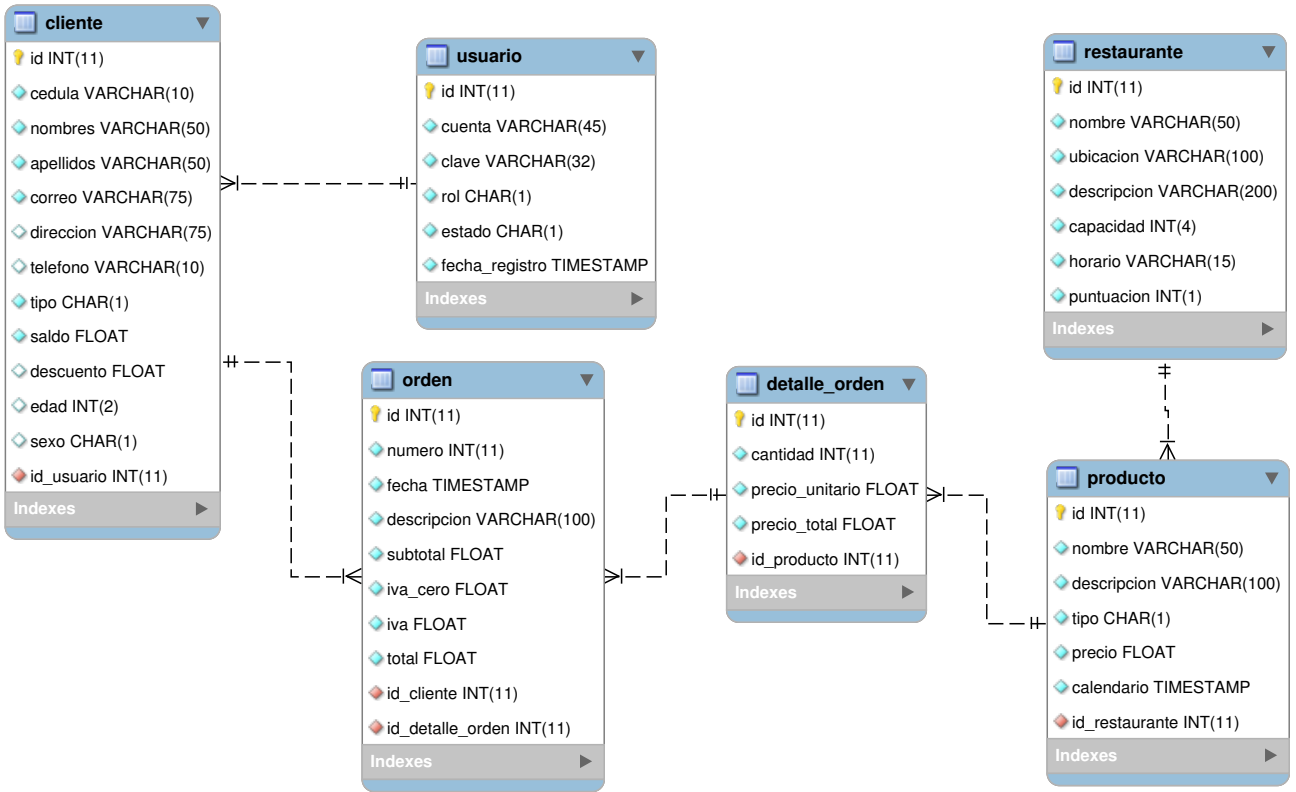 cliente
id INT(11)
cedula VARCHAR(10)
nombres VARCHAR(50)
apellidos VARCHAR(50)
correo VARCHAR(75)
direccion VARCHAR(75)
telefono VARCHAR(10)
tipo CHAR(1)
saldo FLOAT
descuento FLOAT
edad INT(2)
sexo CHAR(1)
id_usuario INT(11)
Indexes
usuario
id INT(11)
cuenta VARCHAR(45)
clave VARCHAR(32)
rol CHAR(1)
estado CHAR(1)
fecha_registro TIMESTAMP
Indexes
orden
id INT(11)
numero INT(11)
fecha TIMESTAMP
descripcion VARCHAR(100)
subtotal FLOAT
iva_cero FLOAT
iva FLOAT
total FLOAT
id_cliente INT(11)
id_detalle_orden INT(11)
Indexes
detalle_orden
id INT(11)
cantidad INT(11)
precio_unitario FLOAT
precio_total FLOAT
id_producto INT(11)
Indexes
restaurante
id INT(11)
nombre VARCHAR(50)
ubicacion VARCHAR(100)
descripcion VARCHAR(200)
capacidad INT(4)
horario VARCHAR(15)
puntuacion INT(1)
Indexes
producto
id INT(11)
nombre VARCHAR(50)
descripcion VARCHAR(100)
tipo CHAR(1)
precio FLOAT
calendario TIMESTAMP
id_restaurante INT(11)
Indexes